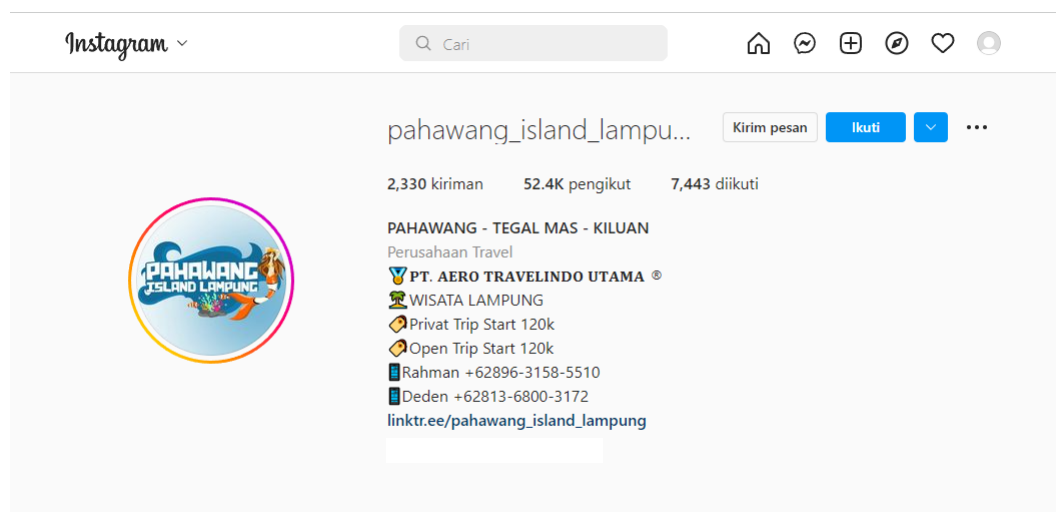 Instagram
Cari
pahawang_island_lampu...
Kirim pesan
Ikuti
2,330 kiriman 52.4K pengikut 7,443 diikuti
PAHAWANG - TEGAL MAS - KILUAN
Perusahaan Travel
🏅PT. AERO TRAVELINDO UTAMA ®
🏝WISATA LAMPUNG
🏷Privat Trip Start 120k
🏷Open Trip Start 120k
📱Rahman +62896-3158-5510
📱Deden +62813-6800-3172
linktr.ee/pahawang_island_lampung
PAHAWANG
ISLAND LAMPUNG